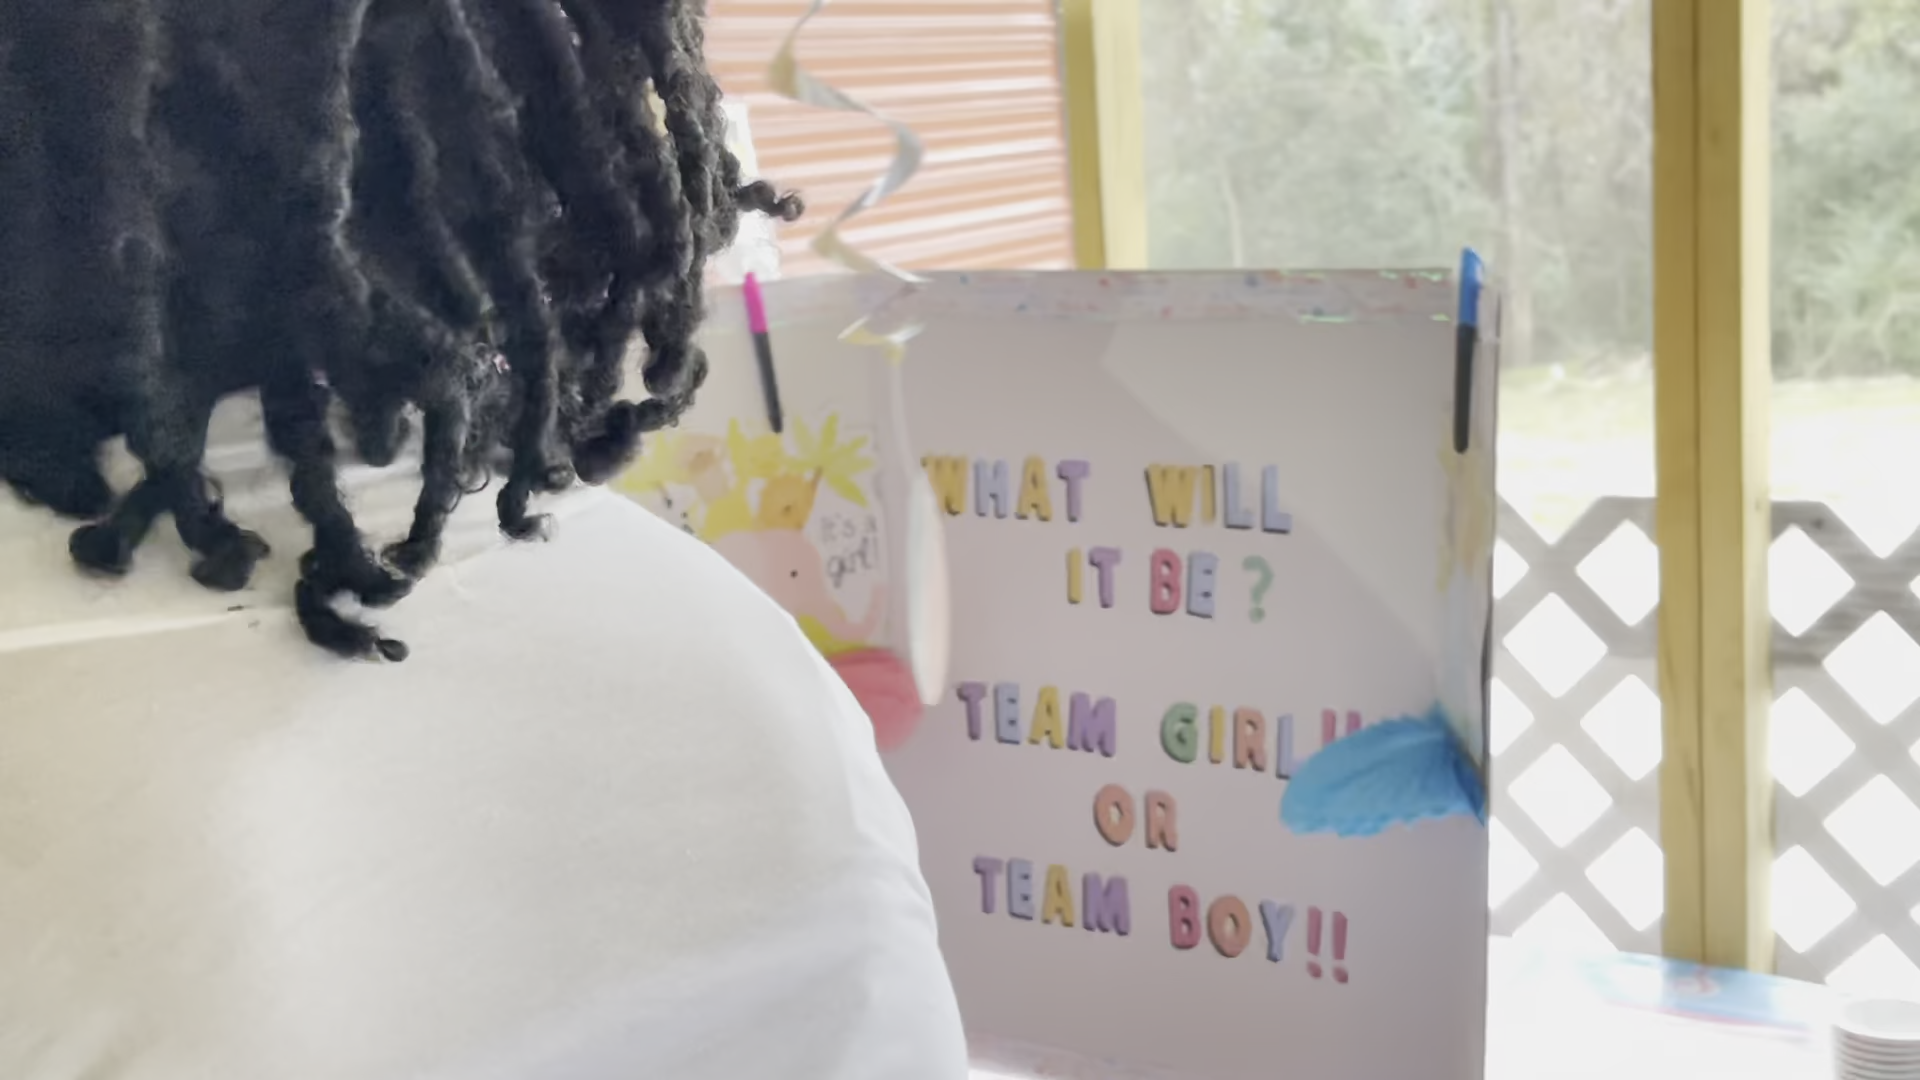 It's a
girl!
WHAT WILL
IT BE ?
TEAM GIRL!!
OR
TEAM BOY!!